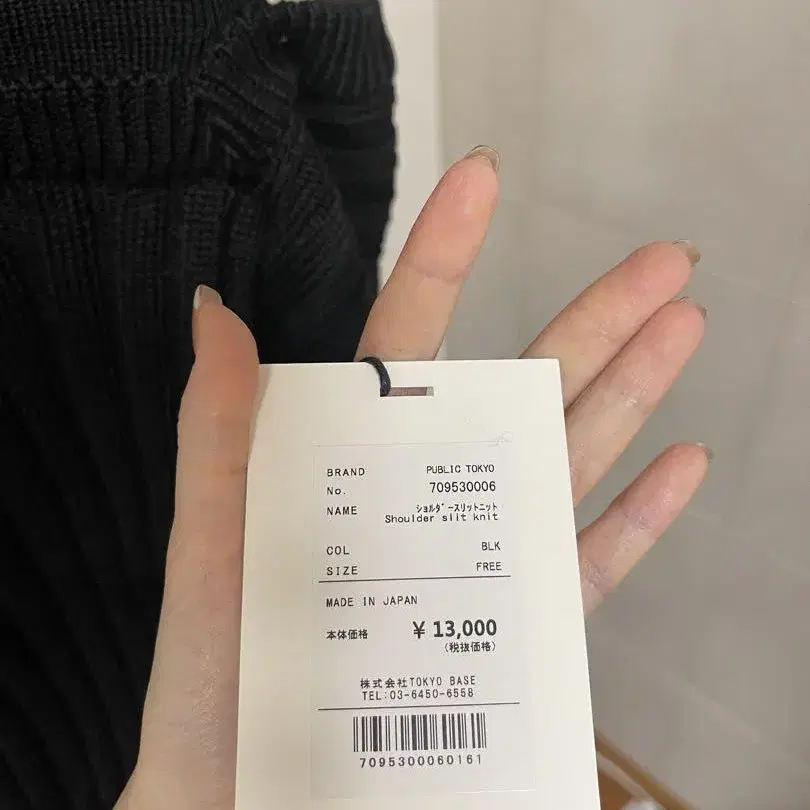 BRAND PUBLIC TOKYO
No. 709530006
NAME ｼｮﾙﾀﾞｰｽﾘｯﾄﾆｯﾄ
Shoulder slit knit
COL BLK
SIZE FREE
MADE IN JAPAN
本体価格 ¥ 13,000
(税抜価格)
株式会社TOKYO BASE
TEL:03-6450-6558
7095300060161